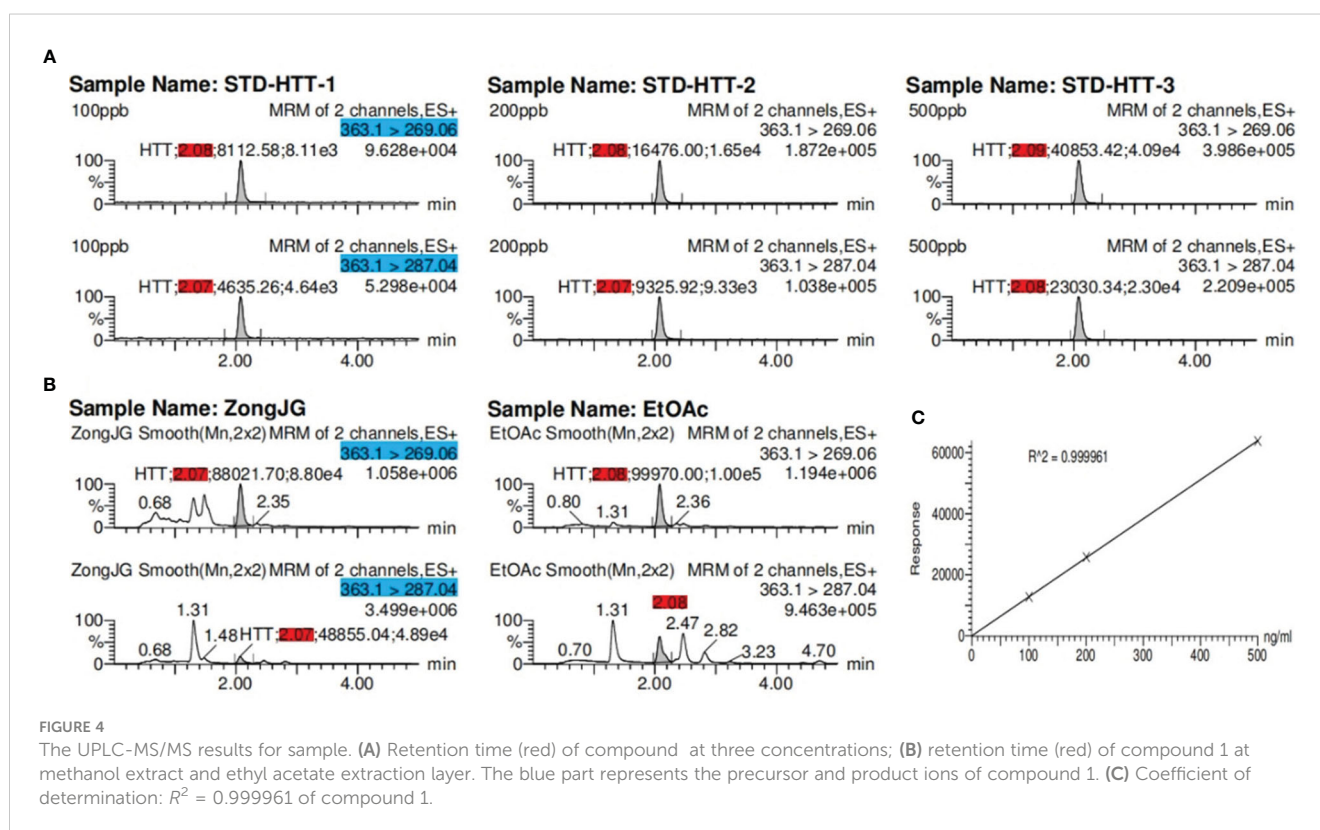 A
Sample Name: STD-HTT-1
100ppb MRM of 2 channels,ES+
363.1 > 269.06
HTT;2.08;8112.58;8.11e3 9.628e+004
100
%
0
min
100ppb MRM of 2 channels,ES+
363.1 > 287.04
HTT;2.07;4635.26;4.64e3 5.298e+004
100
%
0
min
2.00 4.00
Sample Name: STD-HTT-2
200ppb MRM of 2 channels,ES+
363.1 > 269.06
HTT;2.08;16476.00;1.65e4 1.872e+005
100
%
0
min
200ppb MRM of 2 channels,ES+
363.1 > 287.04
HTT;2.07;9325.92;9.33e3 1.038e+005
100
%
0
min
2.00 4.00
Sample Name: STD-HTT-3
500ppb MRM of 2 channels,ES+
363.1 > 269.06
HTT;2.09;40853.42;4.09e4 3.986e+005
100
%
0
min
500ppb MRM of 2 channels,ES+
363.1 > 287.04
HTT;2.08;23030.34;2.30e4 2.209e+005
100
%
0
min
2.00 4.00
B
Sample Name: ZongJG
ZongJG Smooth(Mn,2x2) MRM of 2 channels,ES+
363.1 > 269.06
HTT;2.07;88021.70;8.80e4 1.058e+006
100
0.68 2.35
%
0
min
ZongJG Smooth(Mn,2x2) MRM of 2 channels,ES+
363.1 > 287.04
3.499e+006
1.31
100
1.48 HTT;2.07;48855.04;4.89e4
0.68
%
0
min
2.00 4.00
Sample Name: EtOAc
EtOAc Smooth(Mn,2x2) MRM of 2 channels,ES+
363.1 > 269.06
HTT;2.08;99970.00;1.00e5 1.194e+006
100
0.80 1.31 2.36
%
0
min
EtOAc Smooth(Mn,2x2) MRM of 2 channels,ES+
363.1 > 287.04
2.08 9.463e+005
100
1.31 2.47
2.82
0.70 3.23 4.70
%
0
min
2.00 4.00
C
R^2 = 0.999961
Response
60000
40000
20000
0
ng/ml
0 100 200 300 400 500
FIGURE 4
The UPLC-MS/MS results for sample. (A) Retention time (red) of compound at three concentrations; (B) retention time (red) of compound 1 at
methanol extract and ethyl acetate extraction layer. The blue part represents the precursor and product ions of compound 1. (C) Coefficient of
determination: R² = 0.999961 of compound 1.